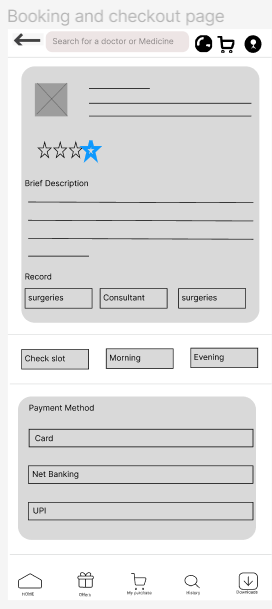 Booking and checkout page
Search for a doctor or Medicine
Brief Description
Record
surgeries Consultant surgeries
Check slot Morning Evening
Payment Method
Card
Net Banking
UPI
HOME My purchase History Downloads